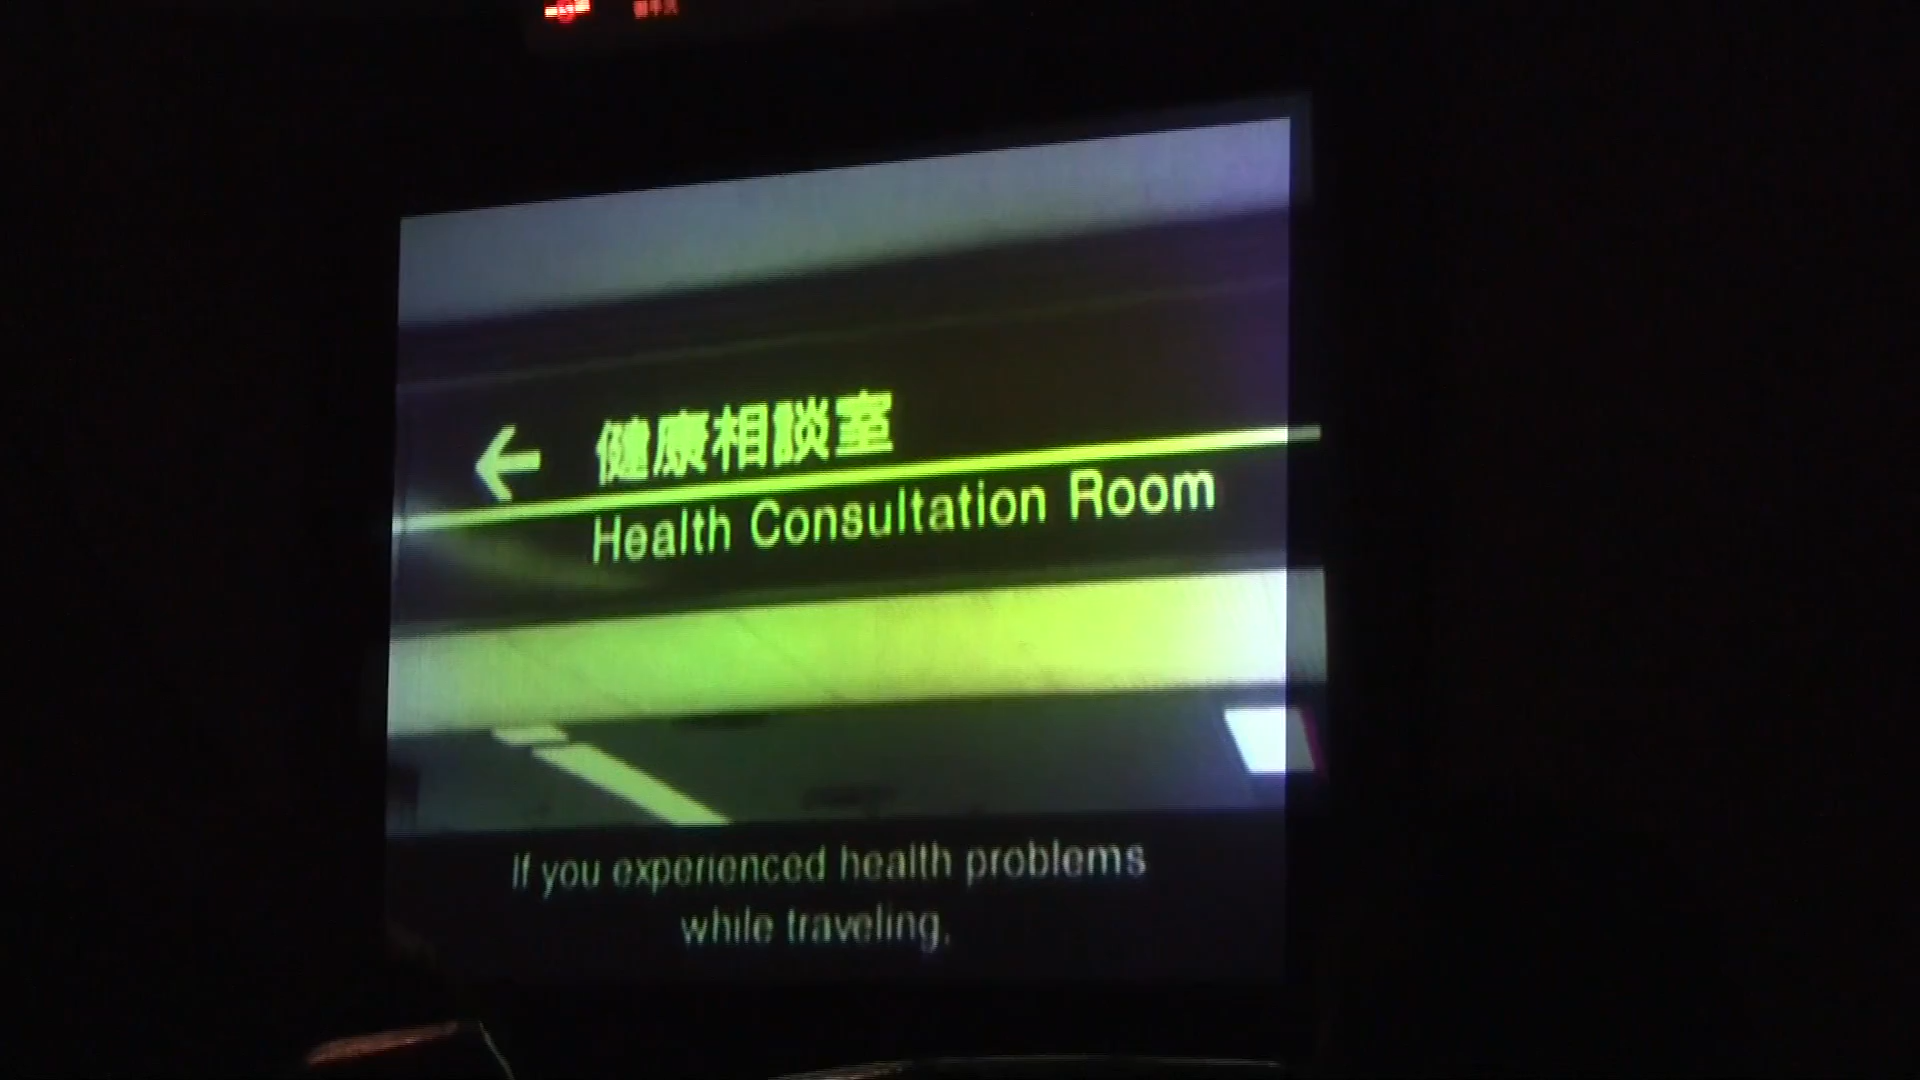 健康相談室
Health Consultation Room
If you experienced health problems
while traveling,